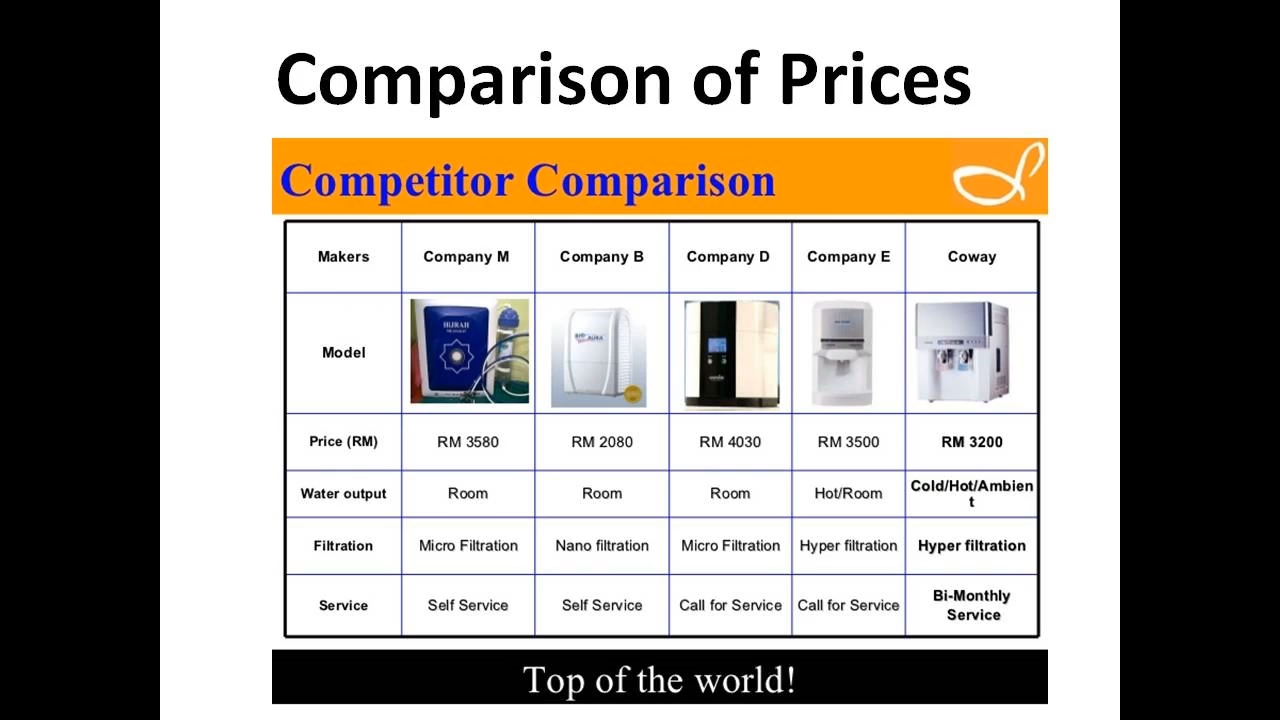 Comparison of Prices
Competitor Comparison
Makers Company M Company B Company D Company E Coway
HIJRAH
Model
Price (RM) RM 3580 RM 2080 RM 4030 RM 3500 RM 3200
Water output Room Room Room Hot/Room Cold/Hot/Ambien
t
Filtration Micro Filtration Nano filtration Micro Filtration Hyper filtration Hyper filtration
Service Self Service Self Service Call for Service Call for Service Bi-Monthly
Service
Top of the world!